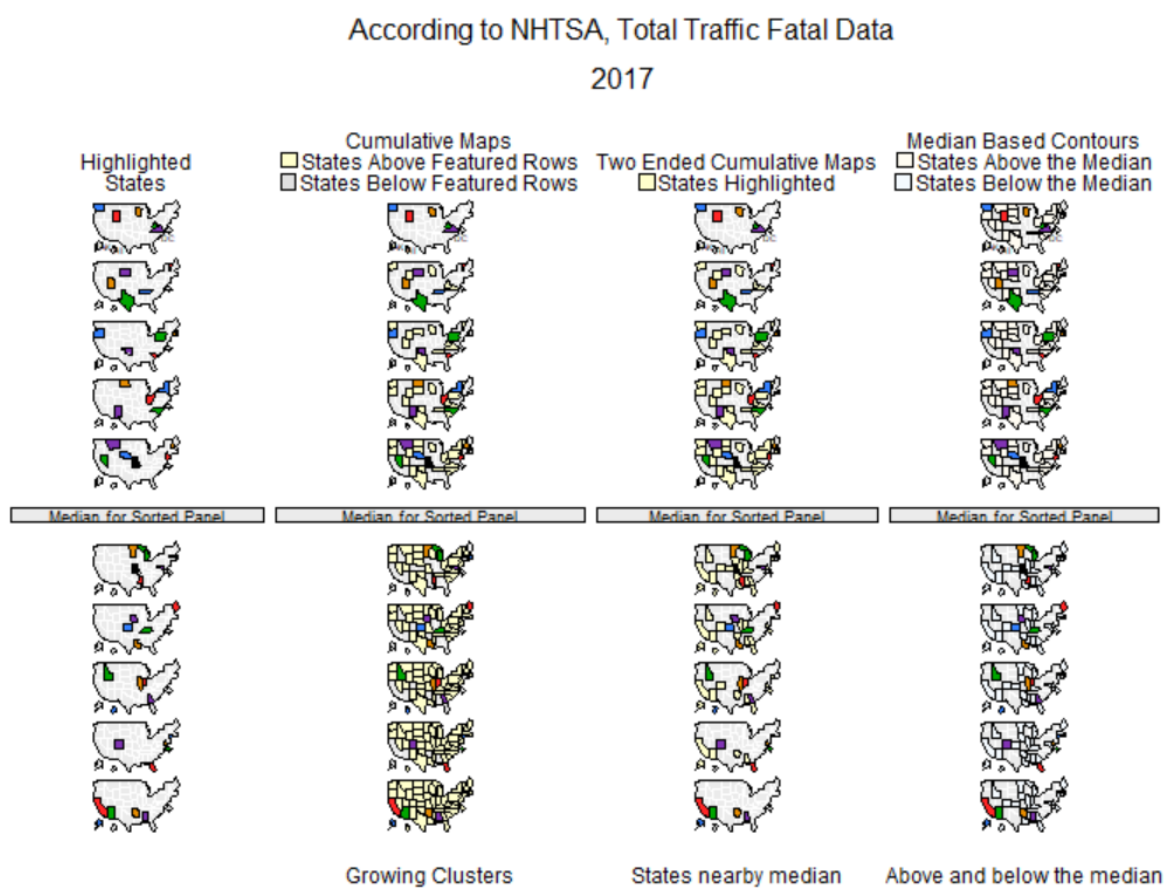 According to NHTSA, Total Traffic Fatal Data
2017
Highlighted
States
Cumulative Maps
States Above Featured Rows
States Below Featured Rows
Two Ended Cumulative Maps
States Highlighted
Median Based Contours
States Above the Median
States Below the Median
Median for Sorted Panel
Median for Sorted Panel
Median for Sorted Panel
Median for Sorted Panel
Growing Clusters
States nearby median
Above and below the median